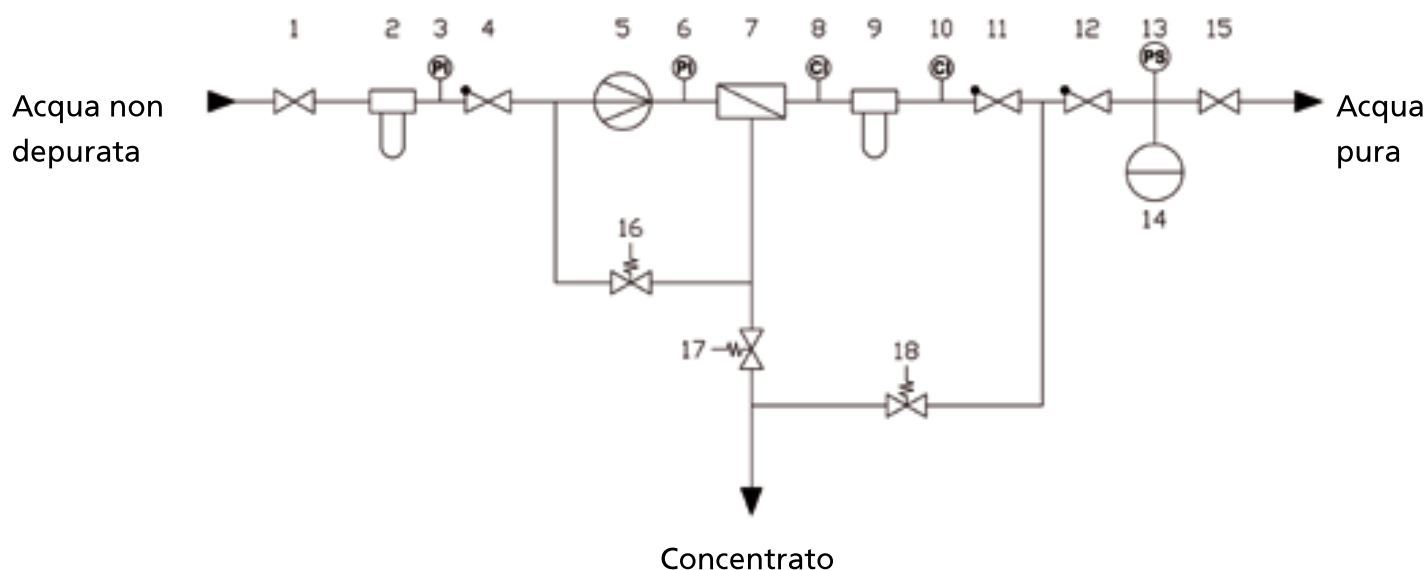 1 2 3 4 5 6 7 8 9 10 11 12 13 15
PI PI CI CI PS
Acqua non
depurata
Acqua
pura
14
16
17
18
Concentrato